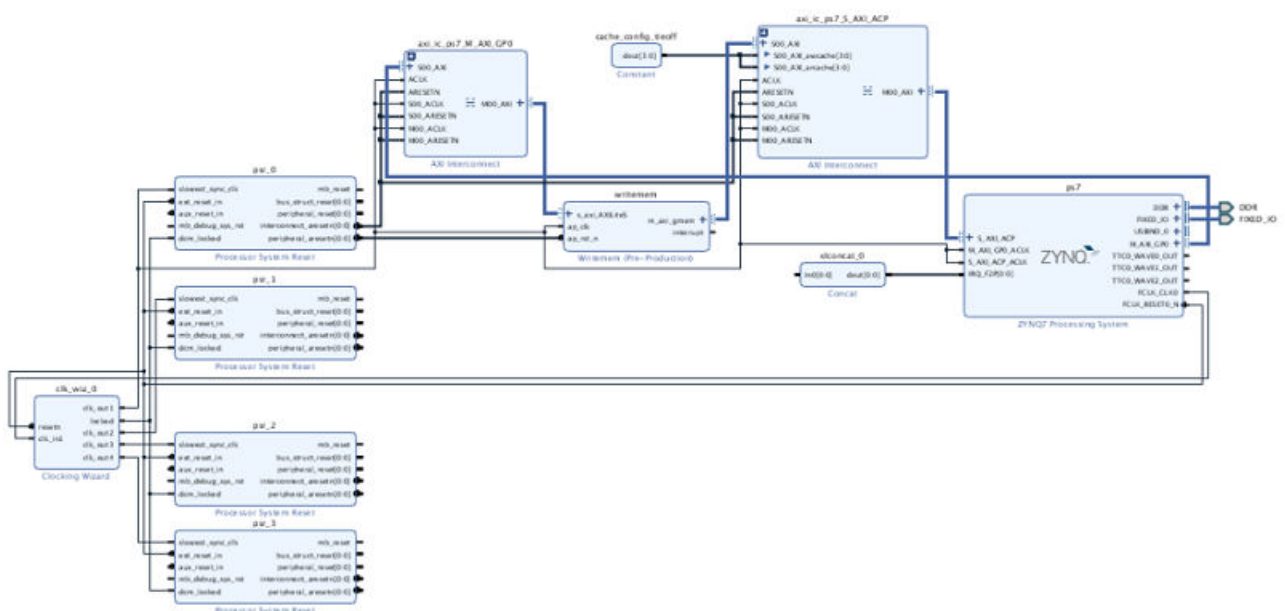 axi_ic_ps7_M_AXI_GP0
S00_AXI
ACLK
ARESETN
S00_ACLK
S00_ARESETN
M00_ACLK
M00_ARESETN
M00_AXI
AXI Interconnect
cache_config_tieoff
dout[3:0]
Constant
axi_ic_ps7_S_AXI_ACP
S00_AXI
S00_AXI_awcache[3:0]
S00_AXI_arcache[3:0]
ACLK
ARESETN
S00_ACLK
S00_ARESETN
M00_ACLK
M00_ARESETN
M00_AXI
AXI Interconnect
psr_0
slowest_sync_clk
ext_reset_in
aux_reset_in
mb_debug_sys_rst
dcm_locked
mb_reset
bus_struct_reset[0:0]
peripheral_reset[0:0]
interconnect_aresetn[0:0]
peripheral_aresetn[0:0]
Processor System Reset
writemem
s_axi_AXILiteS
ap_clk
ap_rst_n
m_axi_gmem
interrupt
Writemem (Pre-Production)
xlconcat_0
In0[0:0]
dout[0:0]
Concat
ps7
S_AXI_ACP
M_AXI_GP0_ACLK
S_AXI_ACP_ACLK
IRQ_F2P[0:0]
ZYNQ
DDR
FIXED_IO
USBIND_0
M_AXI_GP0
TTC0_WAVE0_OUT
TTC0_WAVE1_OUT
TTC0_WAVE2_OUT
FCLK_CLK0
FCLK_RESET0_N
ZYNQ7 Processing System
DDR
FIXED_IO
psr_1
slowest_sync_clk
ext_reset_in
aux_reset_in
mb_debug_sys_rst
dcm_locked
mb_reset
bus_struct_reset[0:0]
peripheral_reset[0:0]
interconnect_aresetn[0:0]
peripheral_aresetn[0:0]
Processor System Reset
clk_wiz_0
resetn
clk_in1
clk_out1
locked
clk_out2
clk_out3
clk_out4
Clocking Wizard
psr_2
slowest_sync_clk
ext_reset_in
aux_reset_in
mb_debug_sys_rst
dcm_locked
mb_reset
bus_struct_reset[0:0]
peripheral_reset[0:0]
interconnect_aresetn[0:0]
peripheral_aresetn[0:0]
Processor System Reset
psr_3
slowest_sync_clk
ext_reset_in
aux_reset_in
mb_debug_sys_rst
dcm_locked
mb_reset
bus_struct_reset[0:0]
peripheral_reset[0:0]
interconnect_aresetn[0:0]
peripheral_aresetn[0:0]
Processor System Reset